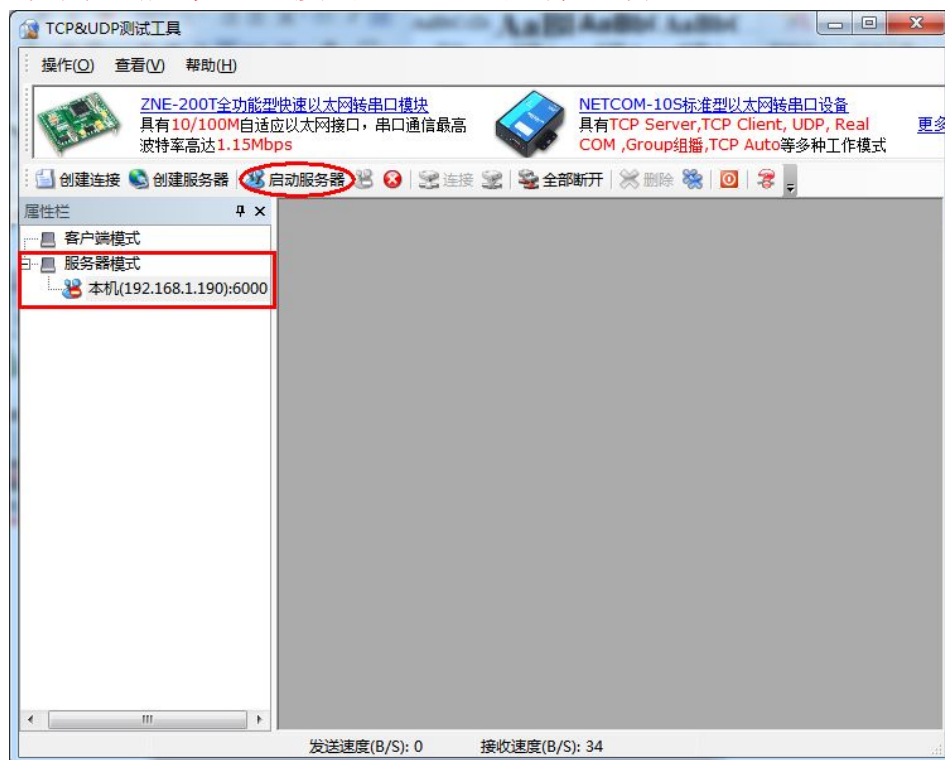 TCP&UDP测试工具
操作(O) 查看(V) 帮助(H)
ZNE-200T全功能型快速以太网转串口模块
具有10/100M自适应以太网接口，串口通信最高
波特率高达1.15Mbps
NETCOM-10S标准型以太网转串口设备
具有TCP Server,TCP Client, UDP, Real
COM ,Group组播,TCP Auto等多种工作模式
更多
创建连接 创建服务器 启动服务器 连接 全部断开 删除
属性栏
客户端模式
服务器模式
本机(192.168.1.190):6000
发送速度(B/S): 0 接收速度(B/S): 34